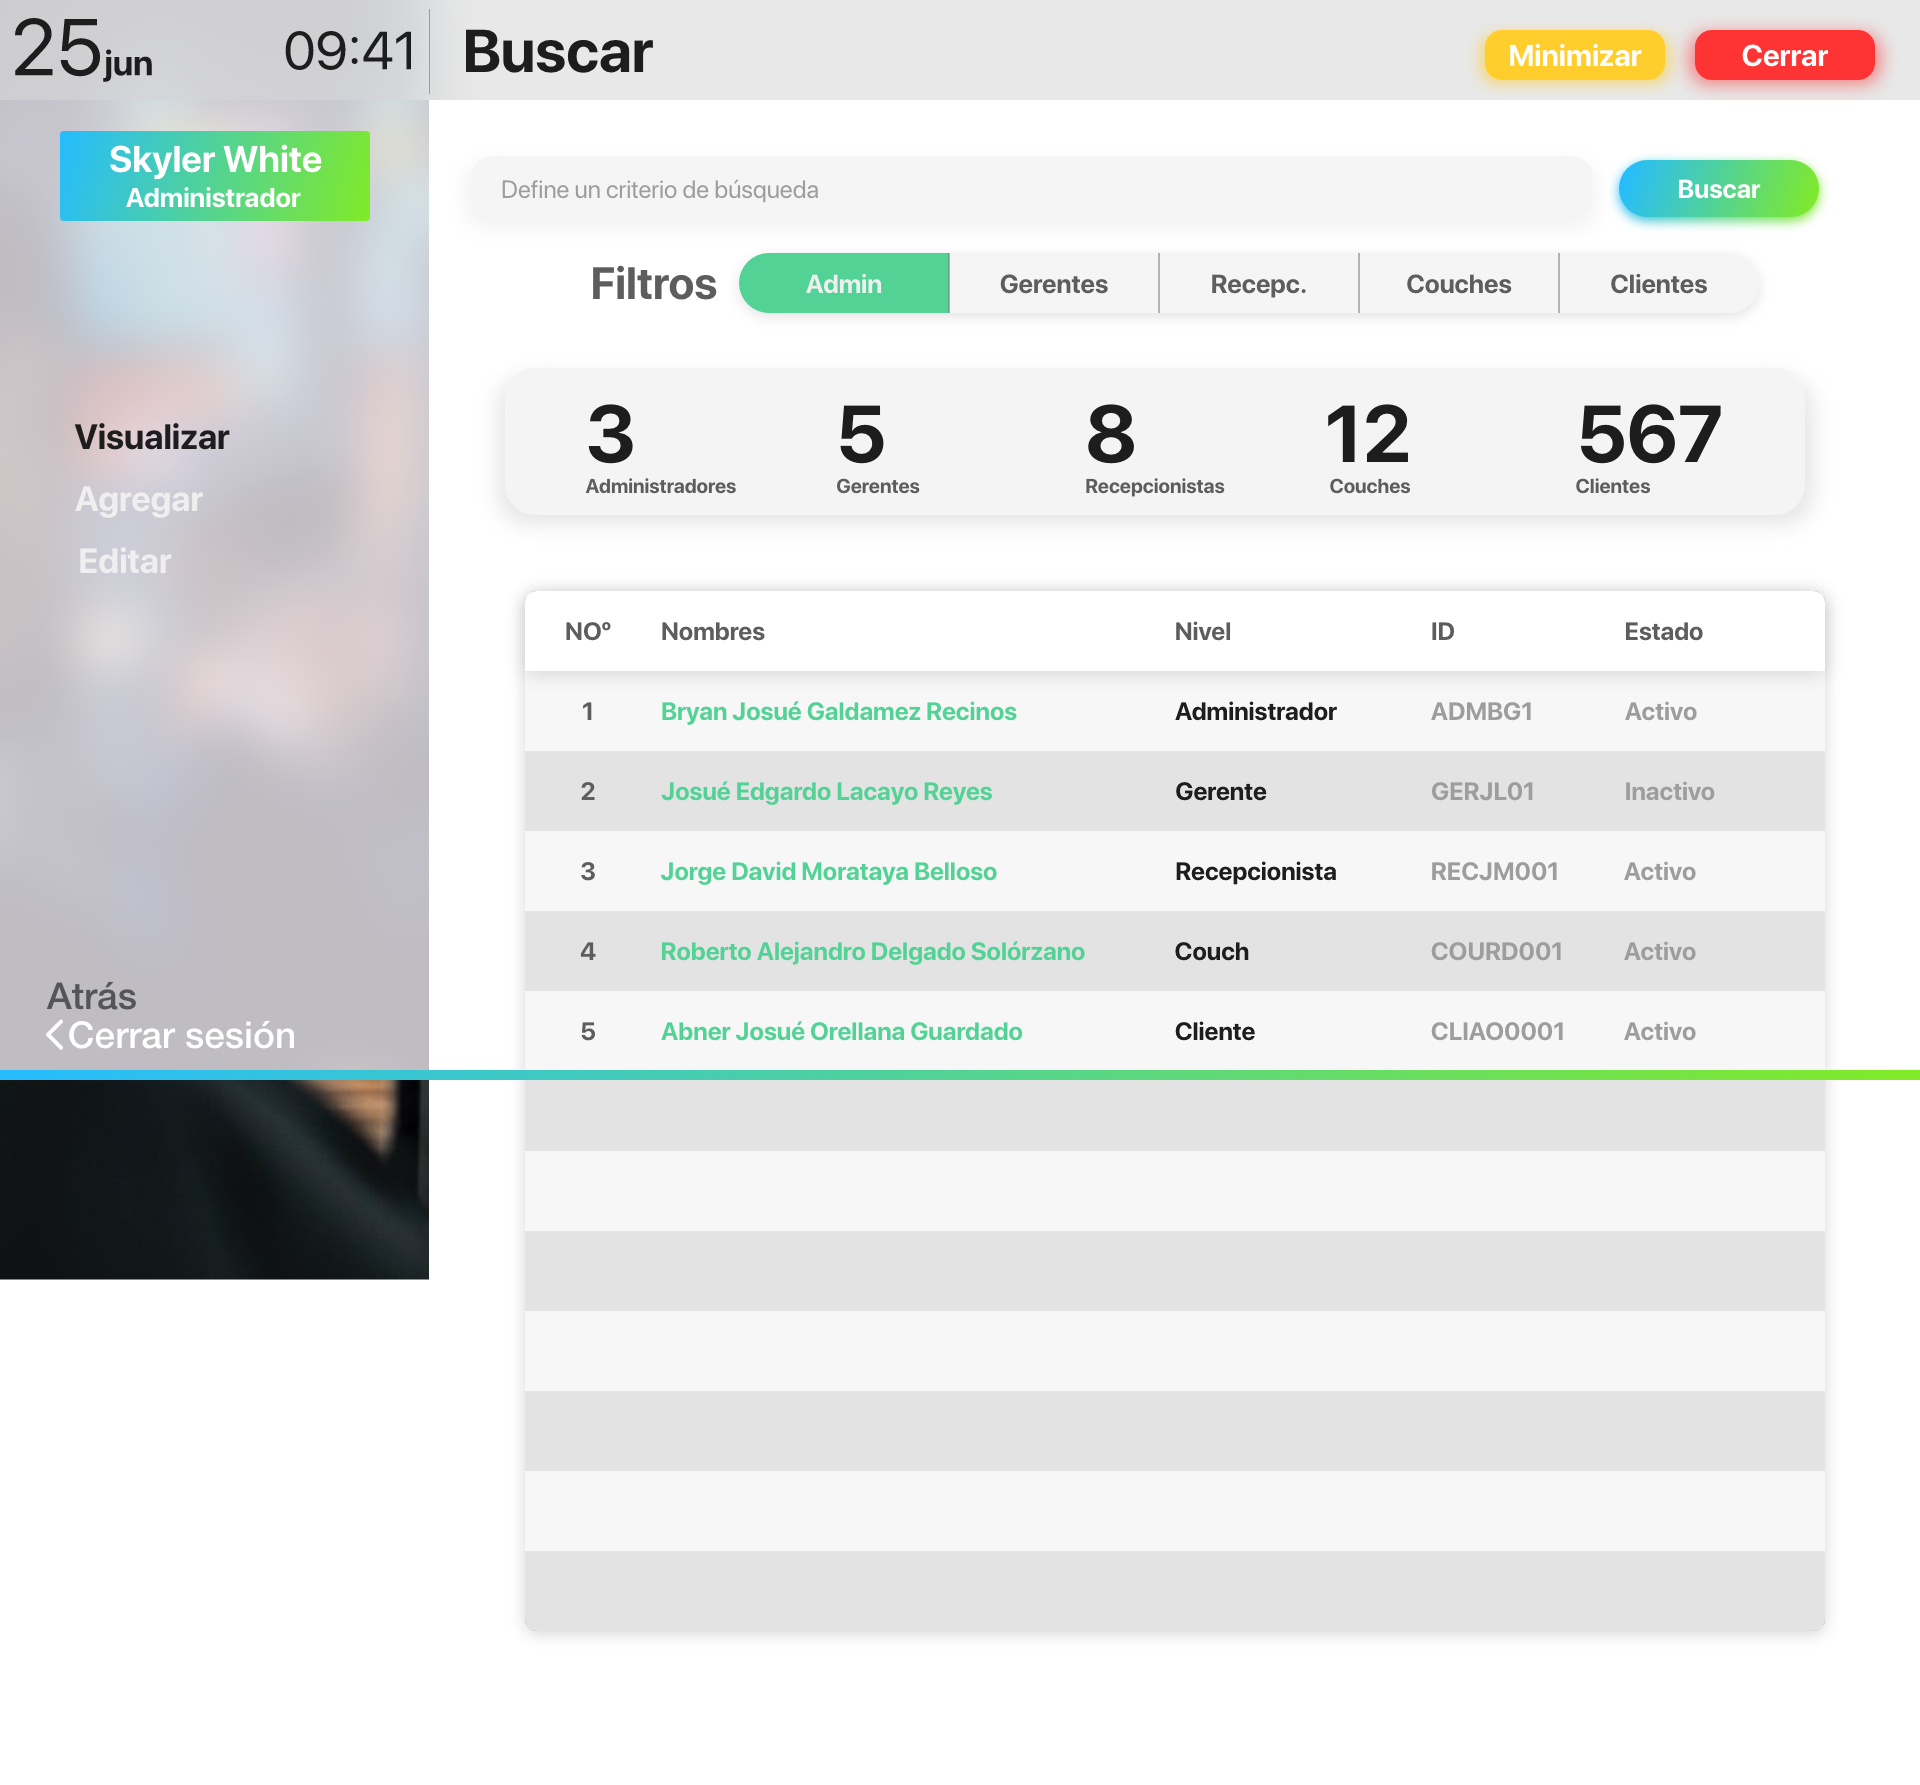 25 jun
09:41
Buscar
Minimizar
Cerrar
Skyler White
Administrador
Visualizar
Agregar
Editar
Atrás
Cerrar sesión
Define un criterio de búsqueda
Buscar
Filtros
Admin
Gerentes
Recepc.
Couches
Clientes
3
Administradores
5
Gerentes
8
Recepcionistas
12
Couches
567
Clientes
NOº Nombres Nivel ID Estado
1 Bryan Josué Galdamez Recinos Administrador ADMBG1 Activo
2 Josué Edgardo Lacayo Reyes Gerente GERJL01 Inactivo
3 Jorge David Morataya Belloso Recepcionista RECJM001 Activo
4 Roberto Alejandro Delgado Solórzano Couch COURD001 Activo
5 Abner Josué Orellana Guardado Cliente CLIAO0001 Activo